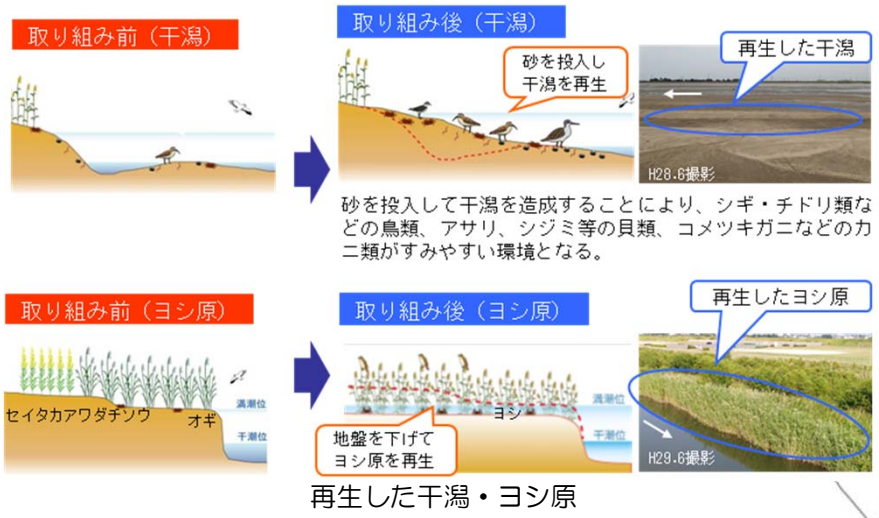 取り組み前（干潟）
取り組み後（干潟）
砂を投入し
干潟を再生
再生した干潟
H28.6撮影
砂を投入して干潟を造成することにより、シギ・チドリ類な
どの鳥類、アサリ、シジミ等の貝類、コメツキガニなどのカ
ニ類がすみやすい環境となる。
取り組み前（ヨシ原）
取り組み後（ヨシ原）
再生したヨシ原
満潮位
セイタカアワダチソウ
オギ
干潮位
満潮位
ヨシ
干潮位
地盤を下げて
ヨシ原を再生
H29.6撮影
再生した干潟・ヨシ原